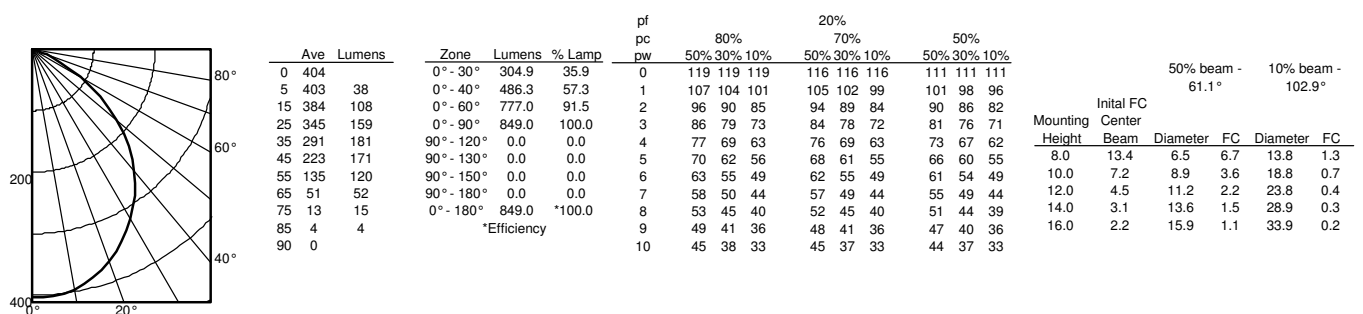 80°
60°
40°
200
400
0° 20°
Ave Lumens
0 404
5 403 38
15 384 108
25 345 159
35 291 181
45 223 171
55 135 120
65 51 52
75 13 15
85 4 4
90 0
Zone Lumens % Lamp
0° - 30° 304.9 35.9
0° - 40° 486.3 57.3
0° - 60° 777.0 91.5
0° - 90° 849.0 100.0
90° - 120° 0.0 0.0
90° - 130° 0.0 0.0
90° - 150° 0.0 0.0
90° - 180° 0.0 0.0
0° - 180° 849.0 *100.0
*Efficiency
pf 20%
pc 80% 70% 50%
pw 50% 30% 10% 50% 30% 10% 50% 30% 10%
0 119 119 119 116 116 116 111 111 111
1 107 104 101 105 102 99 101 98 96
2 96 90 85 94 89 84 90 86 82
3 86 79 73 84 78 72 81 76 71
4 77 69 63 76 69 63 73 67 62
5 70 62 56 68 61 55 66 60 55
6 63 55 49 62 55 49 61 54 49
7 58 50 44 57 49 44 55 49 44
8 53 45 40 52 45 40 51 44 39
9 49 41 36 48 41 36 47 40 36
10 45 38 33 45 37 33 44 37 33
50% beam - 10% beam -
61.1° 102.9°
Inital FC
Mounting Center
Height Beam Diameter FC Diameter FC
8.0 13.4 6.5 6.7 13.8 1.3
10.0 7.2 8.9 3.6 18.8 0.7
12.0 4.5 11.2 2.2 23.8 0.4
14.0 3.1 13.6 1.5 28.9 0.3
16.0 2.2 15.9 1.1 33.9 0.2